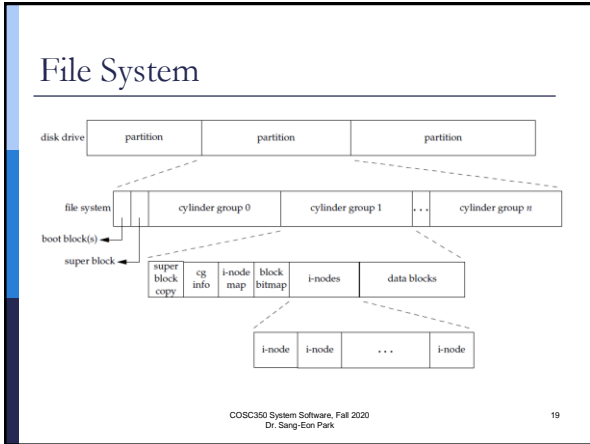 File System
disk drive partition partition partition
file system cylinder group 0 cylinder group 1 ... cylinder group n
boot block(s)
super block
super block copy cg info i-node map block bitmap i-nodes data blocks
i-node i-node ... i-node
COSC350 System Software, Fall 2020 19
Dr. Sang-Eon Park